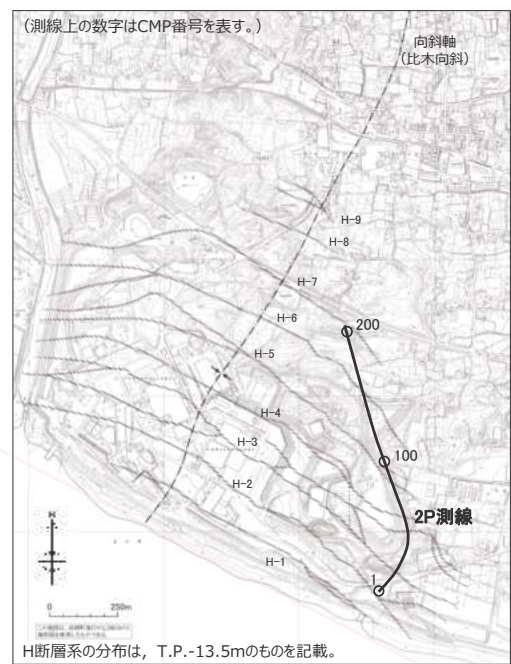 (測線上の数字はCMP番号を表す。)
向斜軸
(比木向斜)
H-9
H-8
H-7
200
H-6
H-5
H-4
100
H-3
2P測線
H-2
H-1
1
0
250m
H断層系の分布は，T.P.-13.5mのものを記載。